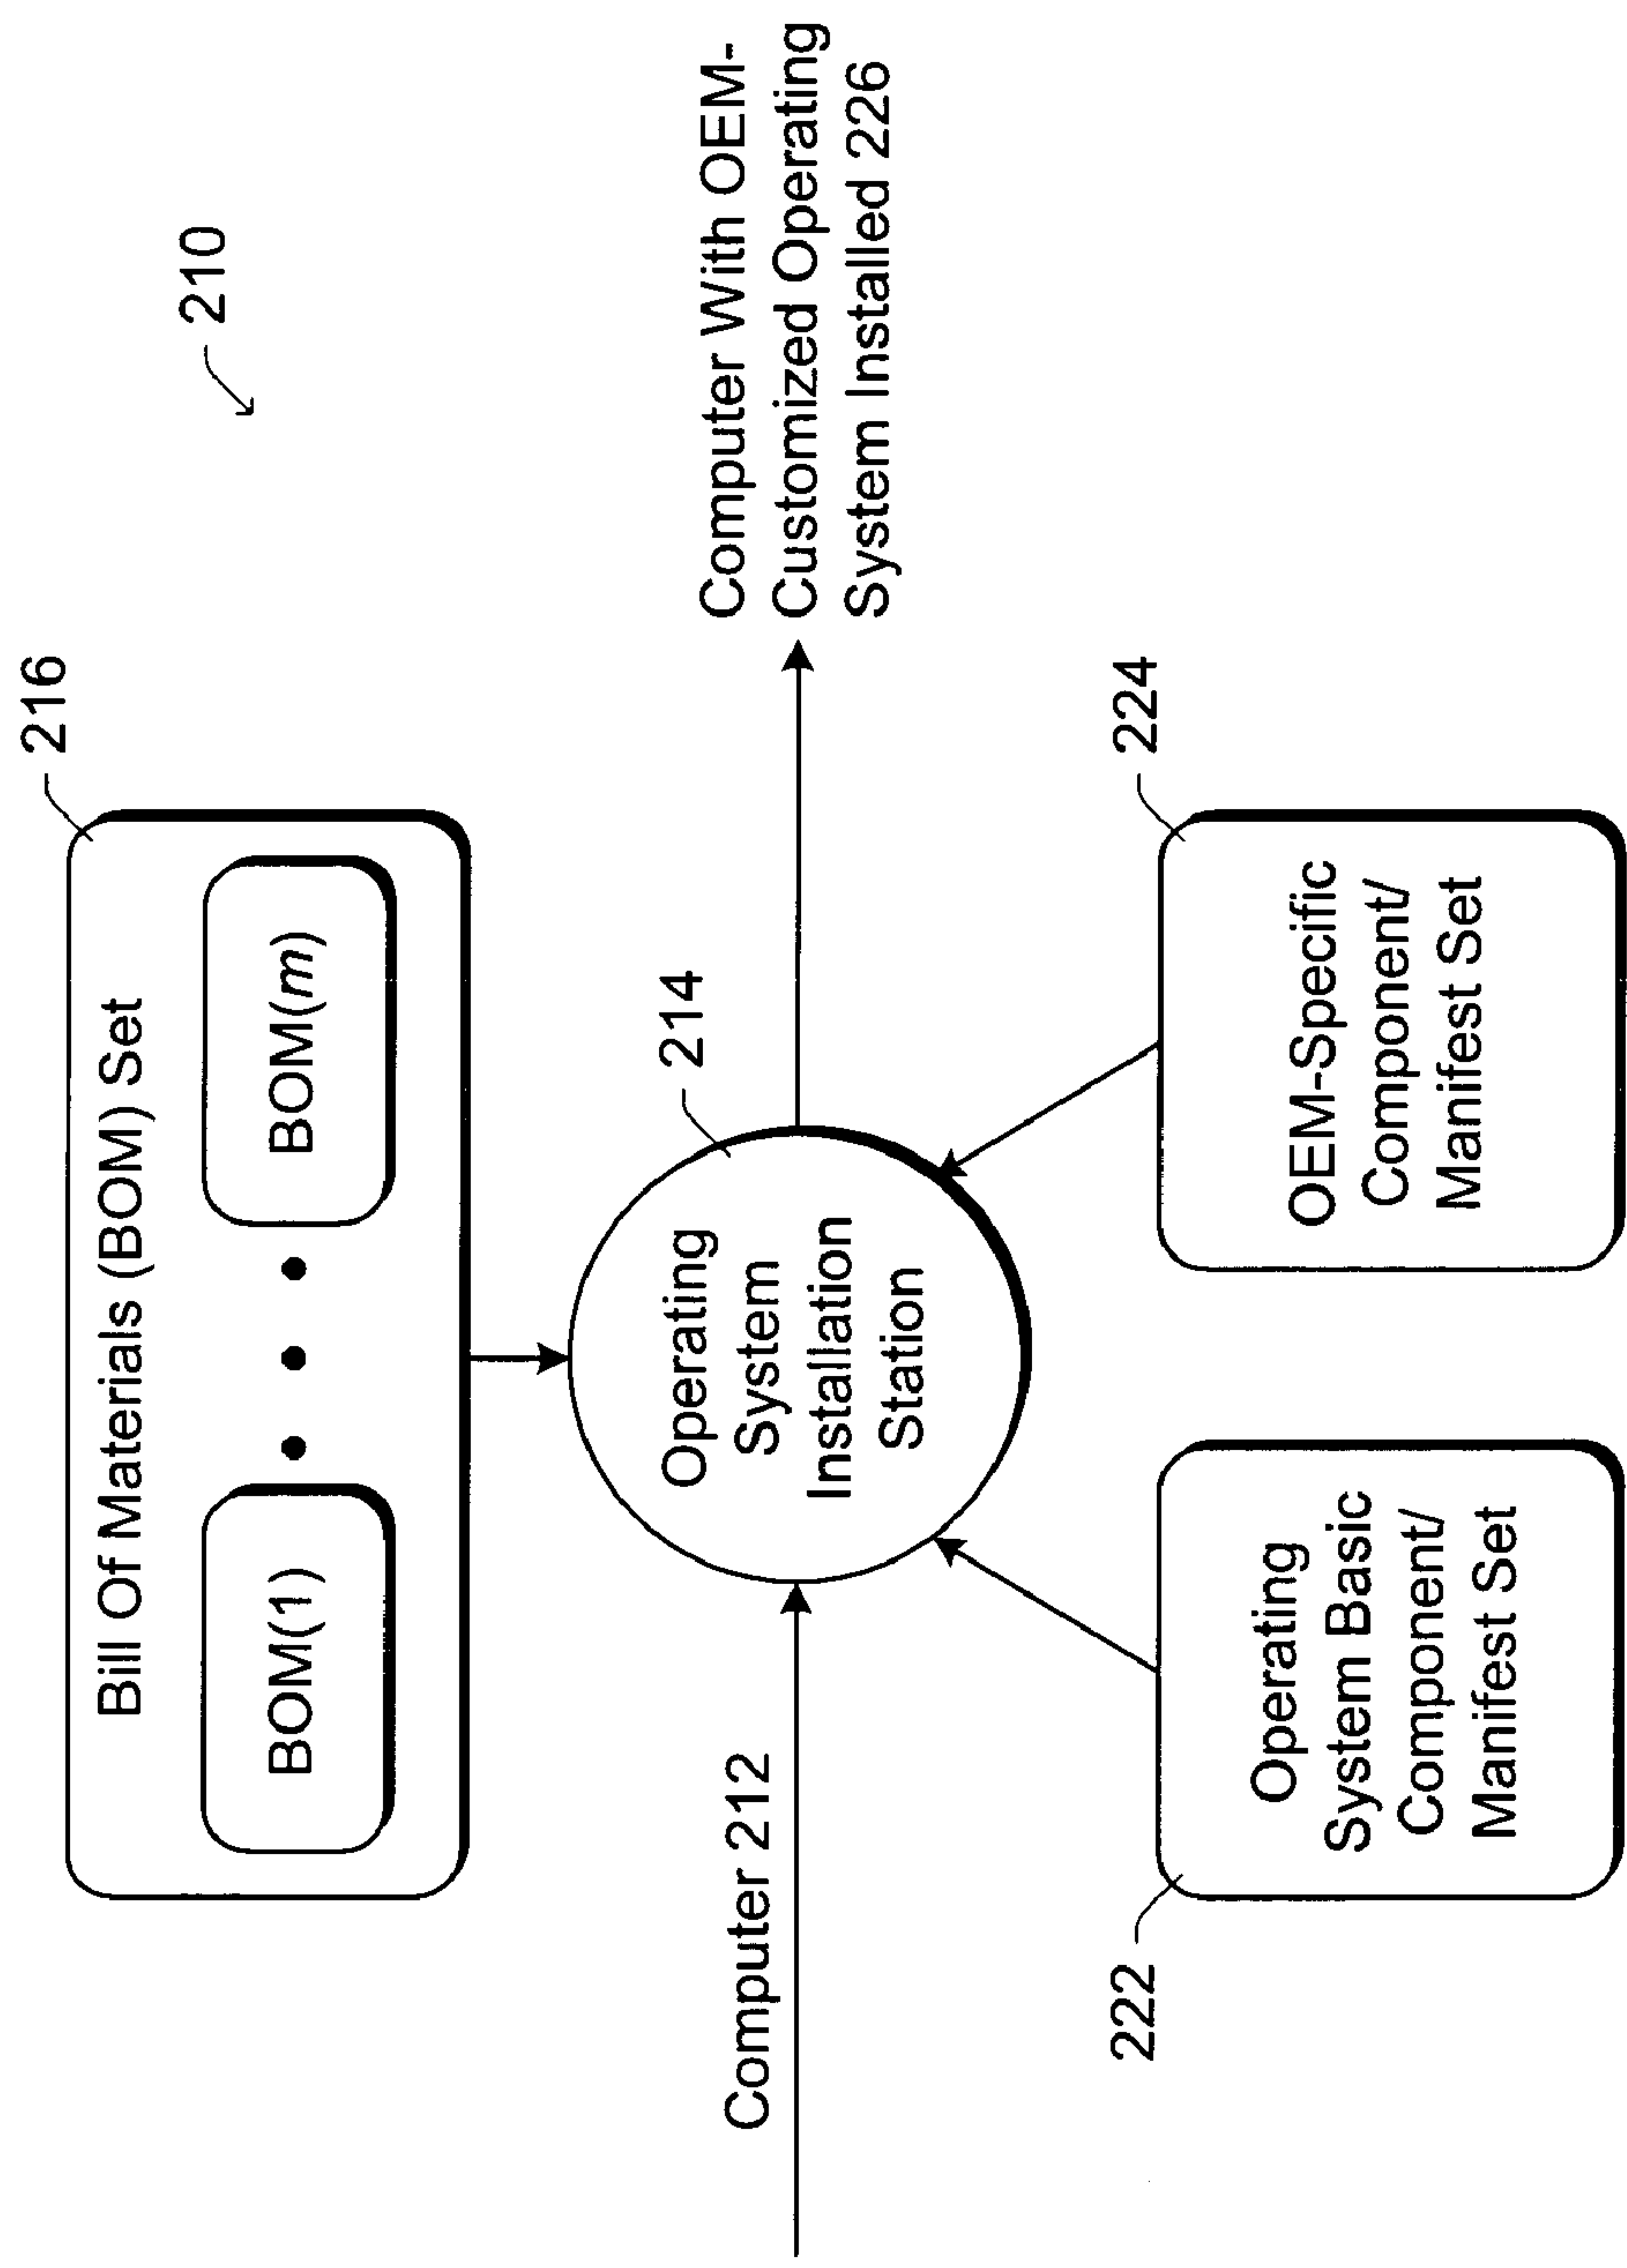 210
216
Bill Of Materials (BOM) Set
BOM(1)
BOM(m)
214
Operating
System
Installation
Station
Computer 212
Computer With OEM-
Customized Operating
System Installed 226
222
Operating
System Basic
Component/
Manifest Set
224
OEM-Specific
Component/
Manifest Set